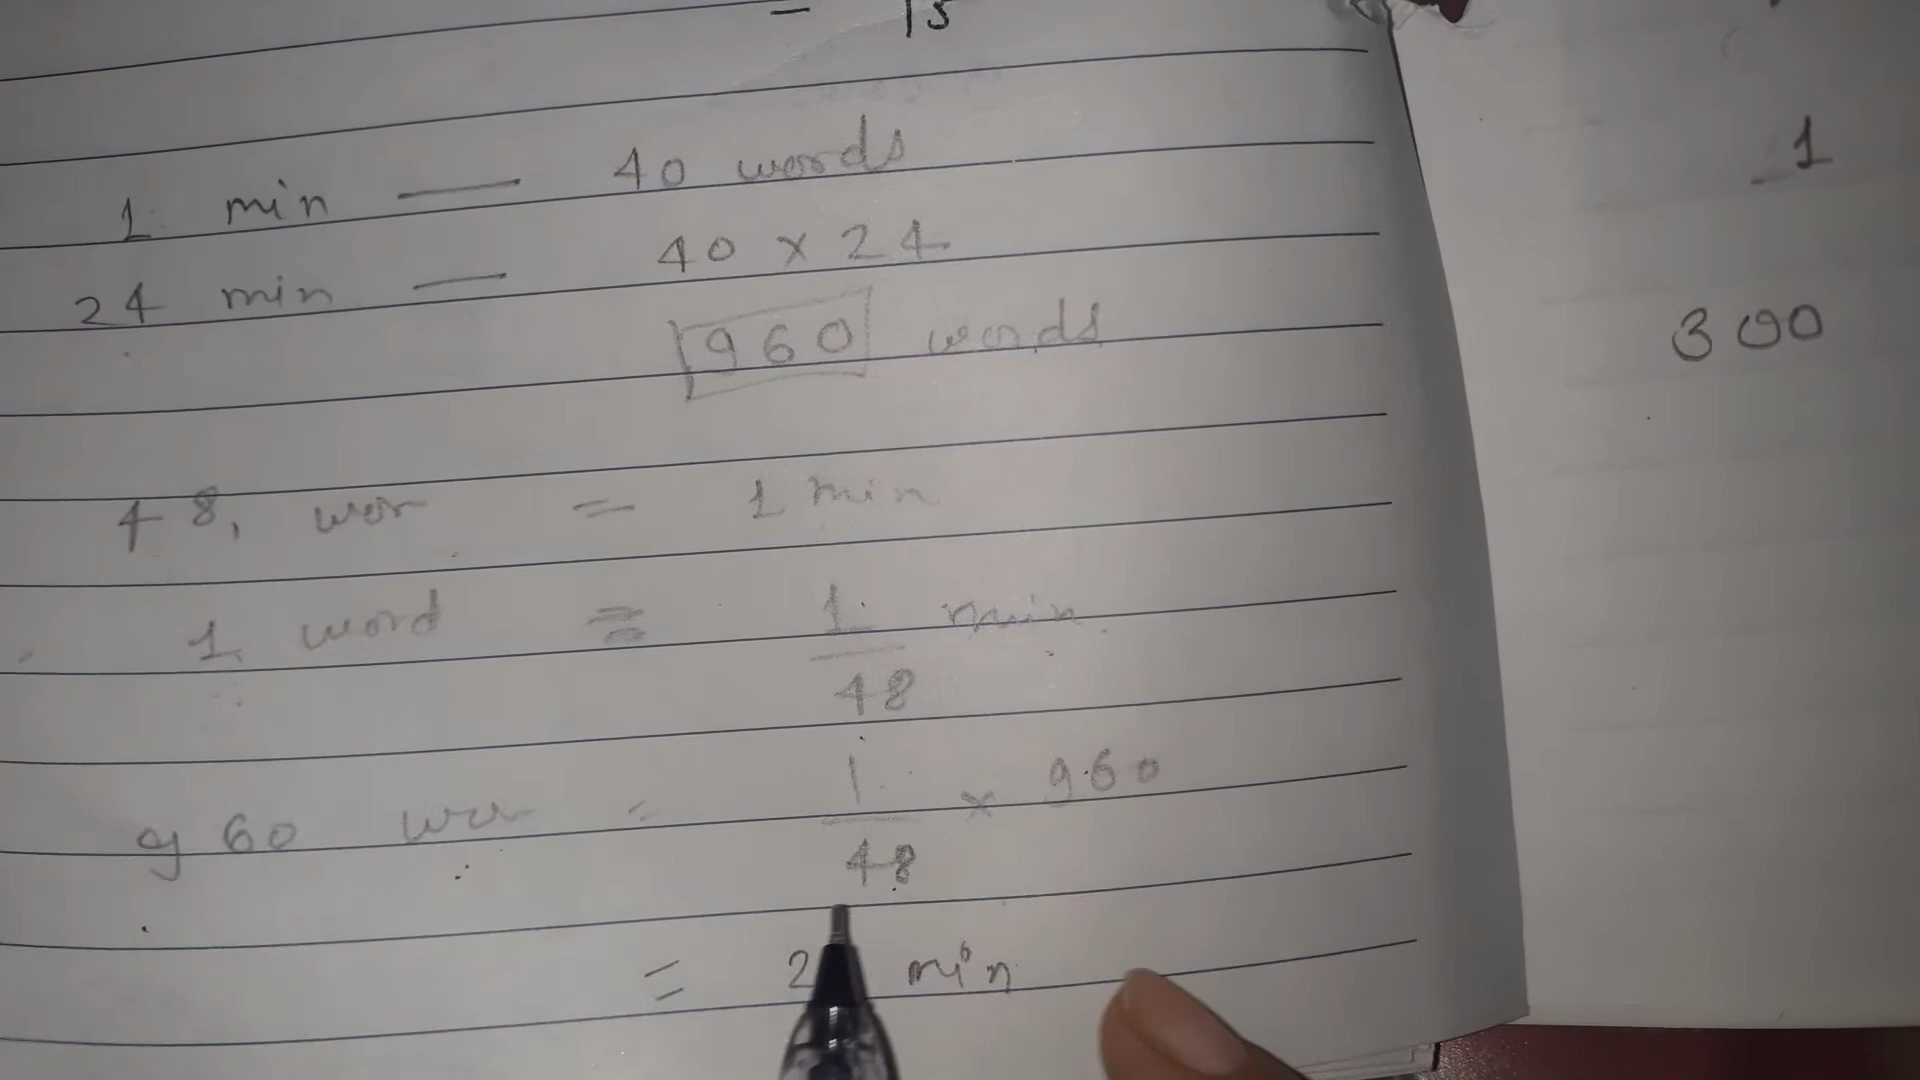 = 15
1 min — 40 words
24 min — 40 x 24
960 words
48, wor = 1 min
1 word = 1/48 min
960 = 1/48 x 960
= 2 min
1
300